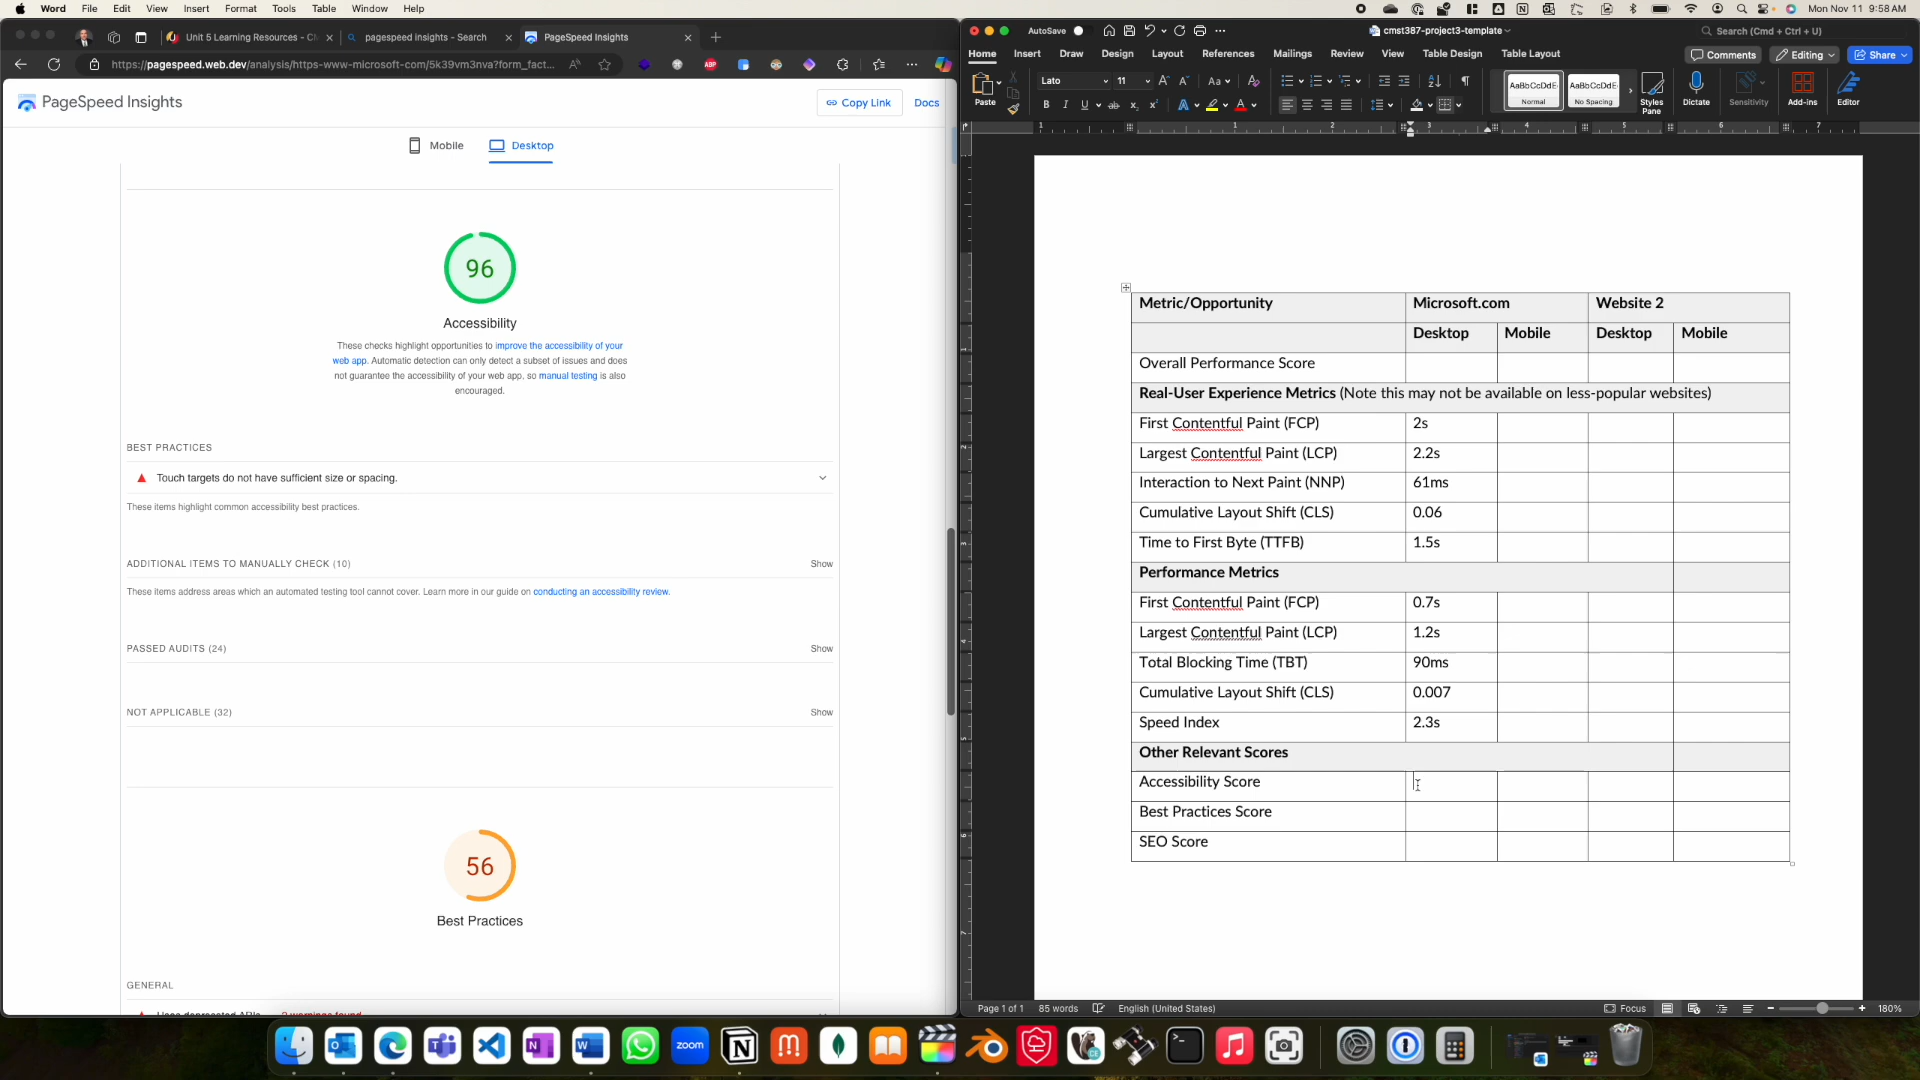 Word File Edit View Insert Format Tools Table Window Help
Mon Nov 11 9:58 AM
Unit 5 Learning Resources - C
pagespeed insights - Search
PageSpeed Insights
https://pagespeed.web.dev/analysis/https-www-microsoft-com/5k39vm3nva?form_fact...
PageSpeed Insights
Copy Link
Docs
Mobile
Desktop
96
Accessibility
These checks highlight opportunities to improve the accessibility of your
web app. Automatic detection can only detect a subset of issues and does
not guarantee the accessibility of your web app, so manual testing is also
encouraged.
BEST PRACTICES
Touch targets do not have sufficient size or spacing.
These items highlight common accessibility best practices.
ADDITIONAL ITEMS TO MANUALLY CHECK (10) Show
These items address areas which an automated testing tool cannot cover. Learn more in our guide on conducting an accessibility review.
PASSED AUDITS (24) Show
NOT APPLICABLE (32) Show
56
Best Practices
GENERAL
AutoSave
cmst387-project3-template
Search (Cmd + Ctrl + U)
Home Insert Draw Design Layout References Mailings Review View Table Design Table Layout
Comments Editing Share
Paste
Lato 11
AaBbCcDdE
Normal
AaBbCcDdE
No Spacing
Styles
Pane
Dictate
Sensitivity
Add-ins
Editor
Metric/Opportunity Microsoft.com Website 2
Desktop Mobile Desktop Mobile
Overall Performance Score
Real-User Experience Metrics (Note this may not be available on less-popular websites)
First Contentful Paint (FCP) 2s
Largest Contentful Paint (LCP) 2.2s
Interaction to Next Paint (NNP) 61ms
Cumulative Layout Shift (CLS) 0.06
Time to First Byte (TTFB) 1.5s
Performance Metrics
First Contentful Paint (FCP) 0.7s
Largest Contentful Paint (LCP) 1.2s
Total Blocking Time (TBT) 90ms
Cumulative Layout Shift (CLS) 0.007
Speed Index 2.3s
Other Relevant Scores
Accessibility Score
Best Practices Score
SEO Score
Page 1 of 1 85 words English (United States) Focus 180%
zoom